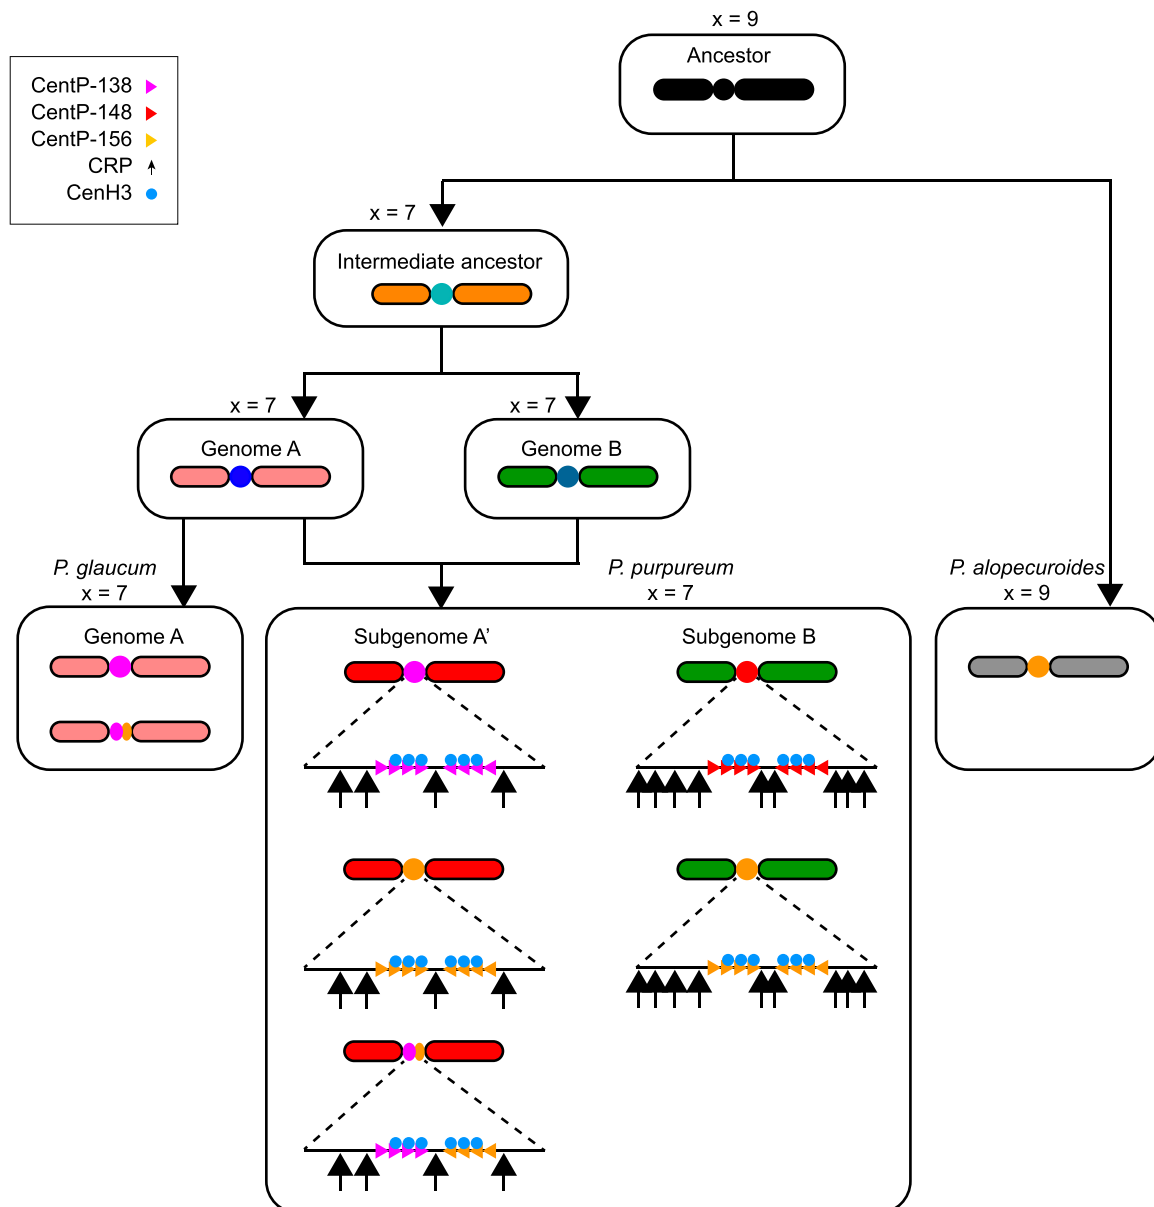 x = 9
Ancestor
CentP-138
CentP-148
CentP-156
CRP
CenH3
x = 7
Intermediate ancestor
x = 7
x = 7
Genome A
Genome B
P. glaucum
x = 7
P. purpureum
x = 7
P. alopecuroides
x = 9
Genome A
Subgenome A’
Subgenome B